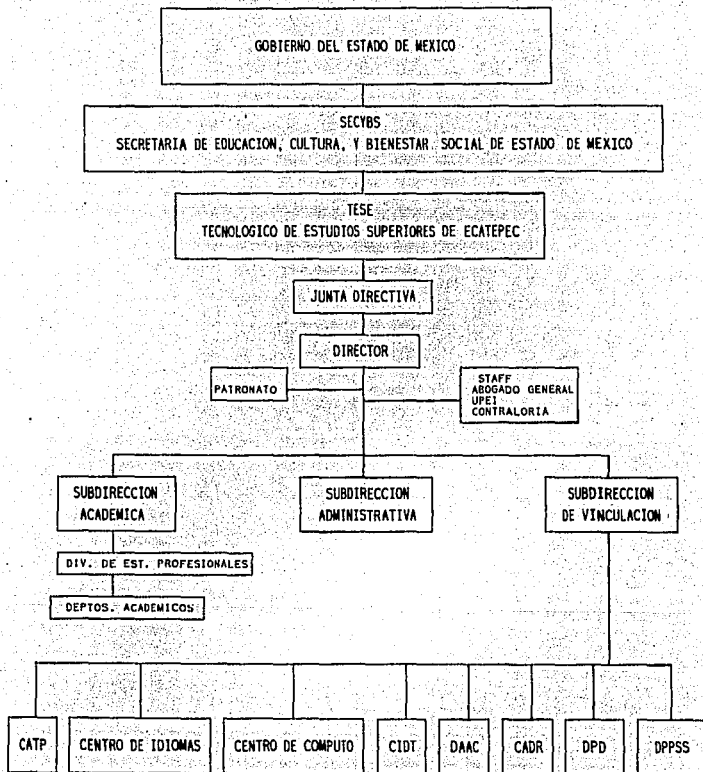 GOBIERNO DEL ESTADO DE MEXICO
SECYBS
SECRETARIA DE EDUCACION, CULTURA, Y BIENESTAR SOCIAL DE ESTADO DE MEXICO
TESE
TECNOLOGICO DE ESTUDIOS SUPERIORES DE ECATEPEC
JUNTA DIRECTIVA
DIRECTOR
PATRONATO
STAFF
ABOGADO GENERAL
UPEI
CONTRALORIA
SUBDIRECCION
ACADEMICA
SUBDIRECCION
ADMINISTRATIVA
SUBDIRECCION
DE VINCULACION
DIV. DE EST. PROFESIONALES
DEPTOS. ACADEMICOS
CATP
CENTRO DE IDIOMAS
CENTRO DE COMPUTO
CIDT
DAAC
CADR
DPD
DPPSS